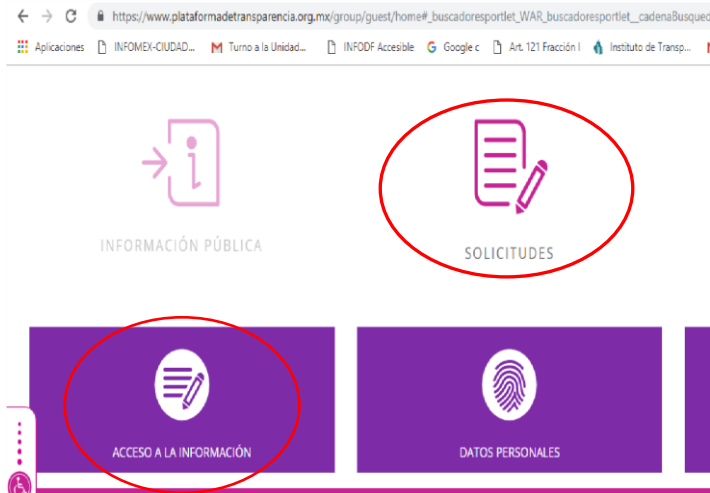 https://www.plataformadetransparencia.org.mx/group/guest/home#_buscadoresportlet_WAR_buscadoresportlet__cadenaBusqued
Aplicaciones INFOMEX-CIUDAD... Turno a la Unidad... INFODF Accesible Google c Art. 121 Fracción I Instituto de Transp...
INFORMACIÓN PÚBLICA
SOLICITUDES
ACCESO A LA INFORMACIÓN
DATOS PERSONALES